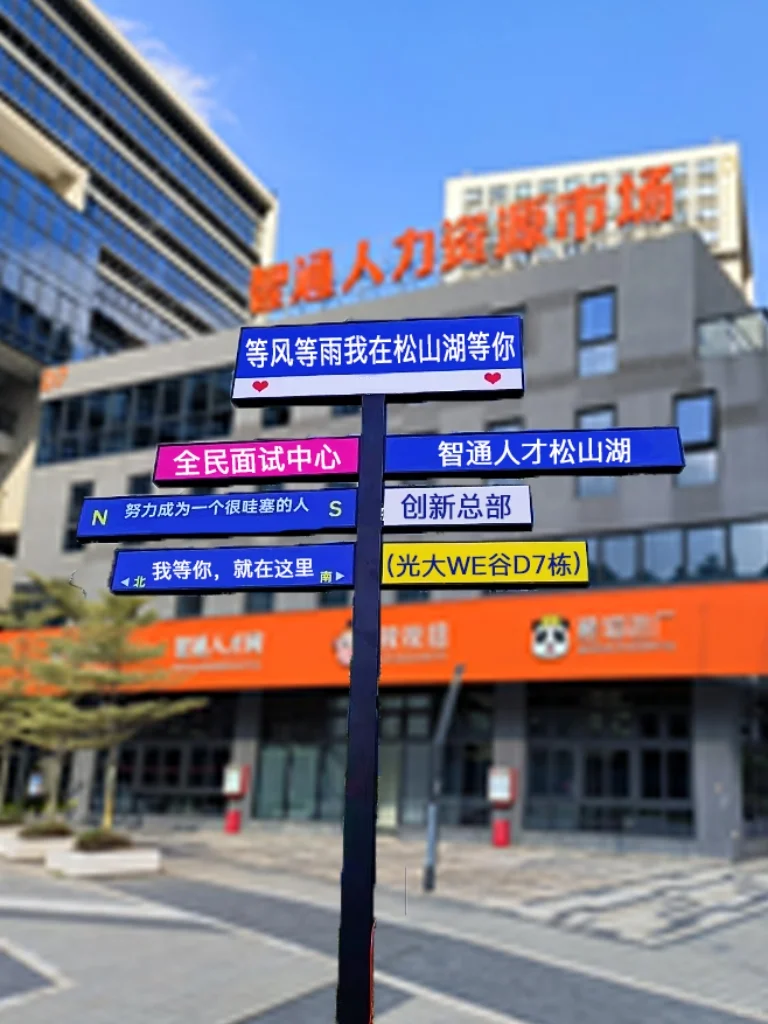 智通人力资源市场
等风等雨我在松山湖等你
全民面试中心
智通人才松山湖
N 努力成为一个很哇塞的人 S
创新总部
我等你，就在这里
北 南
(光大WE谷D7栋)
智通人才网